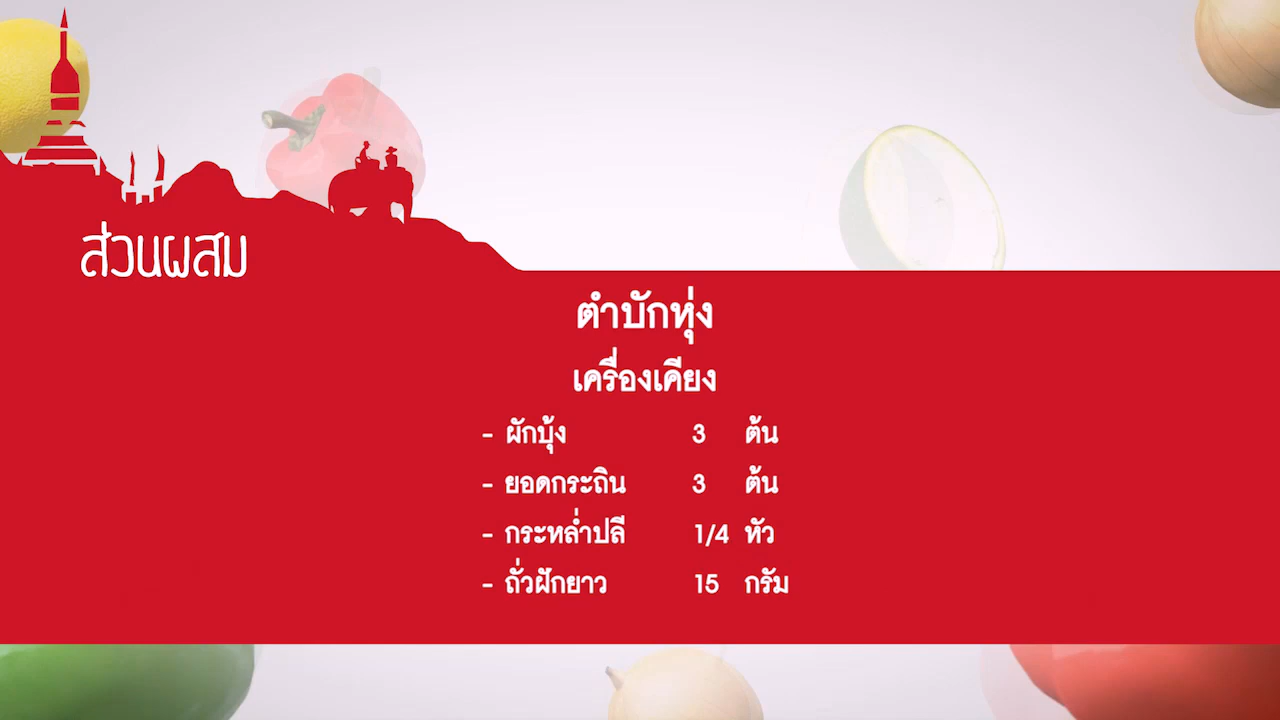 ส่วนผสม
ตำบักหุ่ง
เครื่องเคียง
- ผักบุ้ง 3 ต้น
- ยอดกระถิน 3 ต้น
- กระหล่ำปลี 1/4 หัว
- ถั่วฝักยาว 15 กรัม